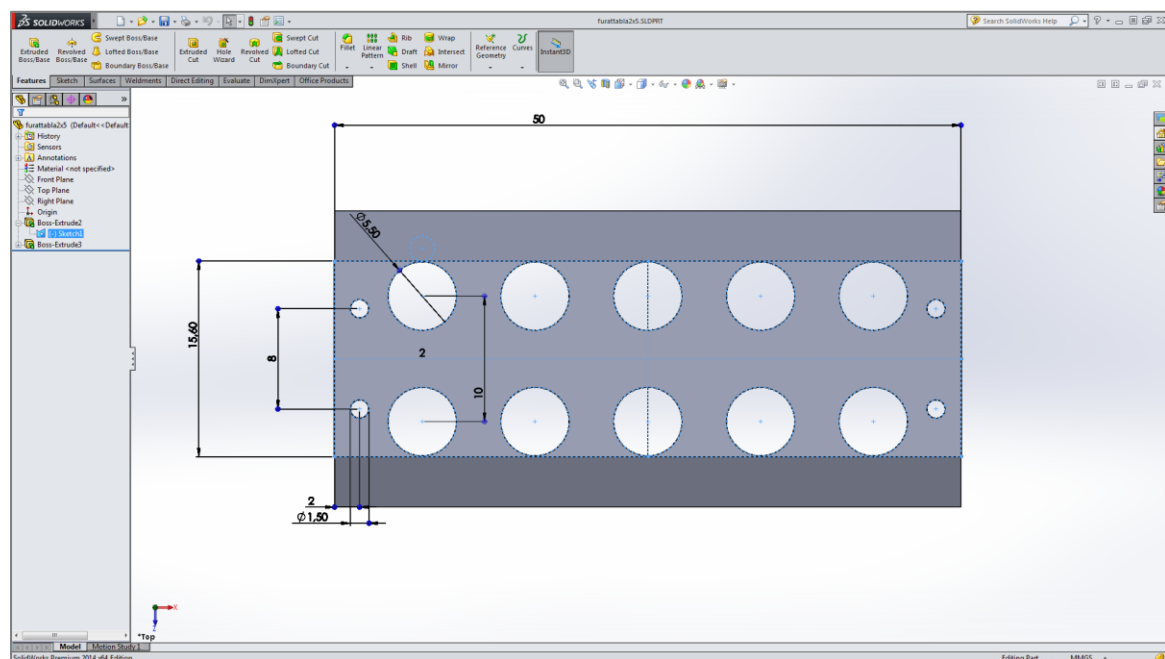 SOLIDWORKS
furattabla2x5.SLDPRT
Search SolidWorks Help
Extruded Boss/Base
Revolved Boss/Base
Swept Boss/Base
Lofted Boss/Base
Boundary Boss/Base
Extruded Cut
Hole Wizard
Revolved Cut
Swept Cut
Lofted Cut
Boundary Cut
Fillet
Linear Pattern
Rib
Draft
Shell
Wrap
Intersect
Mirror
Reference Geometry
Curves
Instant3D
Features Sketch Surfaces Weldments Direct Editing Evaluate DimXpert Office Products
furattabla2x5 (Default<<Default
History
Sensors
Annotations
Material <not specified>
Front Plane
Top Plane
Right Plane
Origin
Boss-Extrude2
(-) Sketch1
Boss-Extrude3
50
Ø5,50
15,60
8
2
10
2
Ø1,50
X
Z
*Top
Model Motion Study 1
SolidWorks Premium 2014 x64 Edition
Editing Part
MMGS